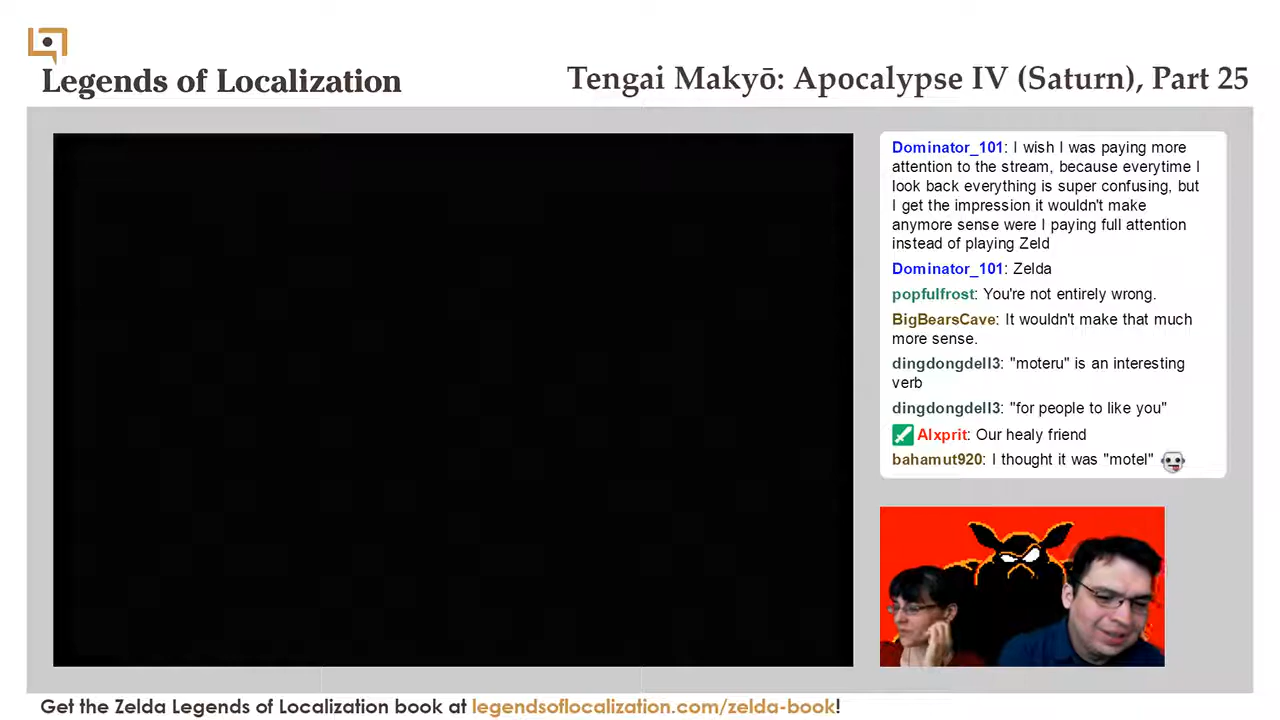 Legends of Localization
Tengai Makyō: Apocalypse IV (Saturn), Part 25
Dominator_101: I wish I was paying more
attention to the stream, because everytime I
look back everything is super confusing, but
I get the impression it wouldn't make
anymore sense were I paying full attention
instead of playing Zeld
Dominator_101: Zelda
popfulfrost: You're not entirely wrong.
BigBearsCave: It wouldn't make that much
more sense.
dingdongdell3: "moteru" is an interesting
verb
dingdongdell3: "for people to like you"
Alxprit: Our healy friend
bahamut920: I thought it was "motel"
Get the Zelda Legends of Localization book at legendsoflocalization.com/zelda-book!